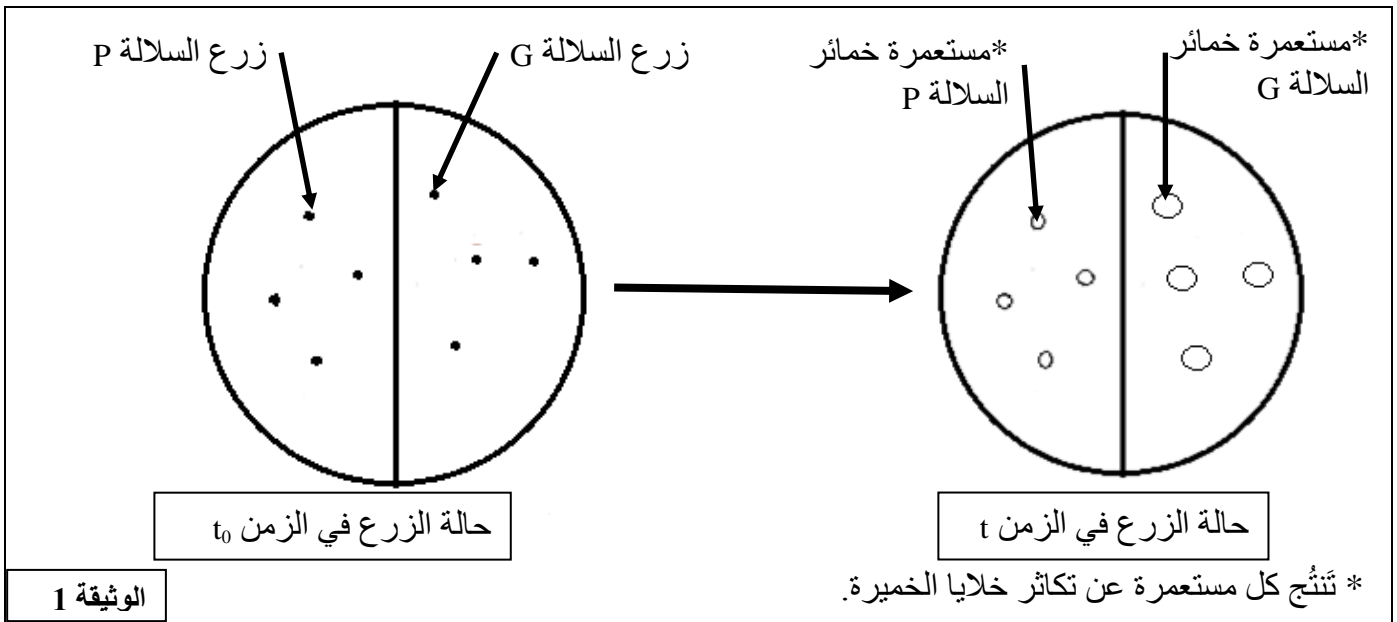 زرع السلالة P
زرع السلالة G
*مستعمرة خمائر
السلالة P
*مستعمرة خمائر
السلالة G
حالة الزرع في الزمن t₀
حالة الزرع في الزمن t
* تَنتُج كل مستعمرة عن تكاثر خلايا الخميرة.
الوثيقة 1